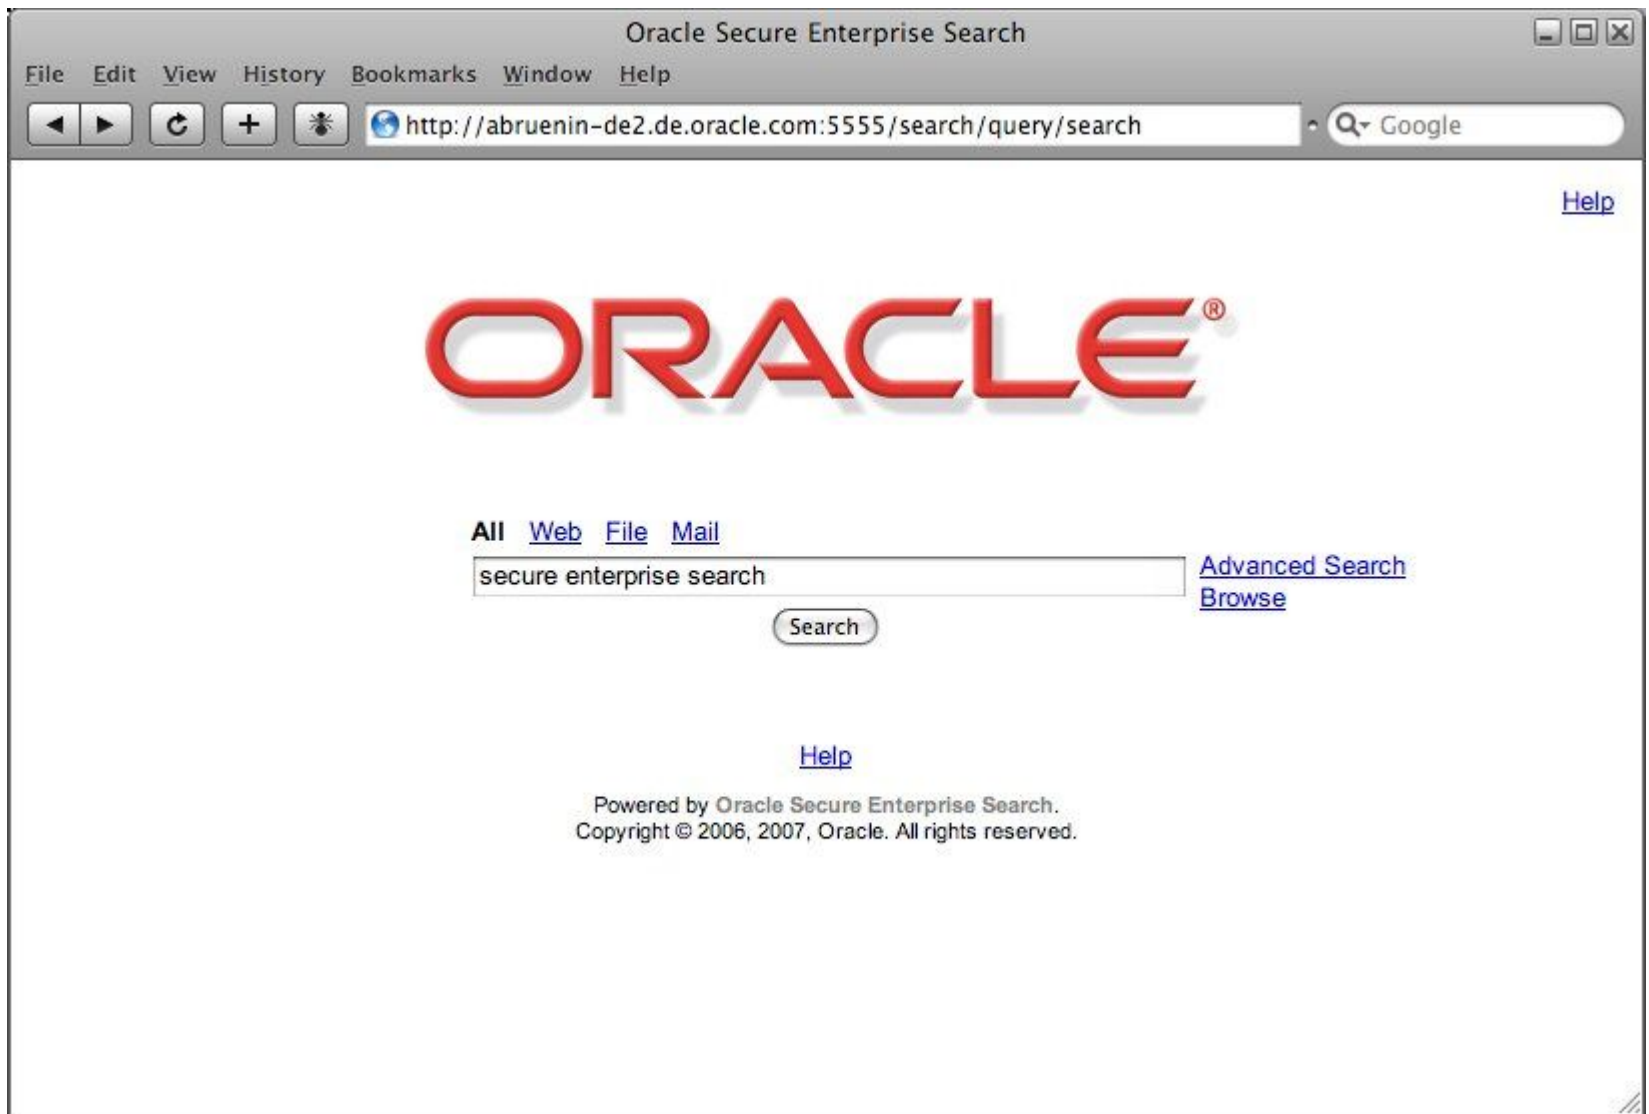 Oracle Secure Enterprise Search
File Edit View History Bookmarks Window Help
http://abruenin-de2.de.oracle.com:5555/search/query/search Google
Help
ORACLE®
All Web File Mail
secure enterprise search
Advanced Search
Browse
Search
Help
Powered by Oracle Secure Enterprise Search.
Copyright © 2006, 2007, Oracle. All rights reserved.